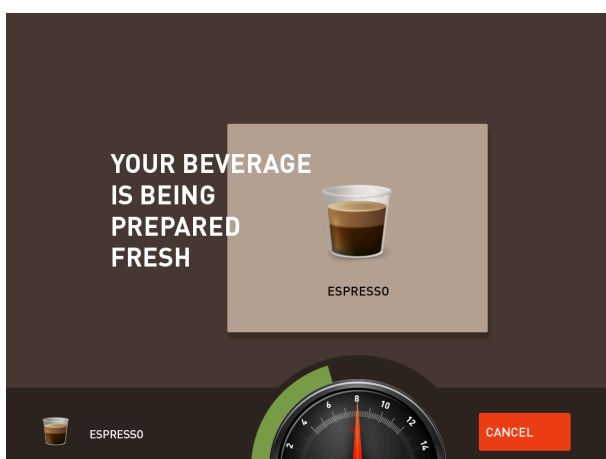 YOUR BEVERAGE
IS BEING
PREPARED
FRESH
ESPRESSO
ESPRESSO
2
4
6
8
10
12
14
CANCEL